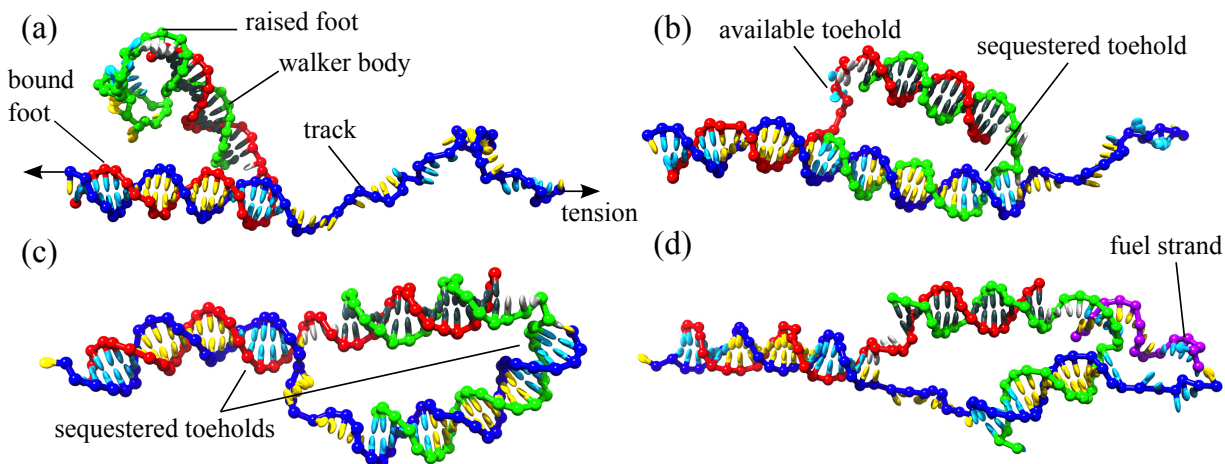 (a)
raised foot
walker body
bound
foot
track
tension
(b)
available toehold
sequestered toehold
(c)
sequestered toeholds
(d)
fuel strand